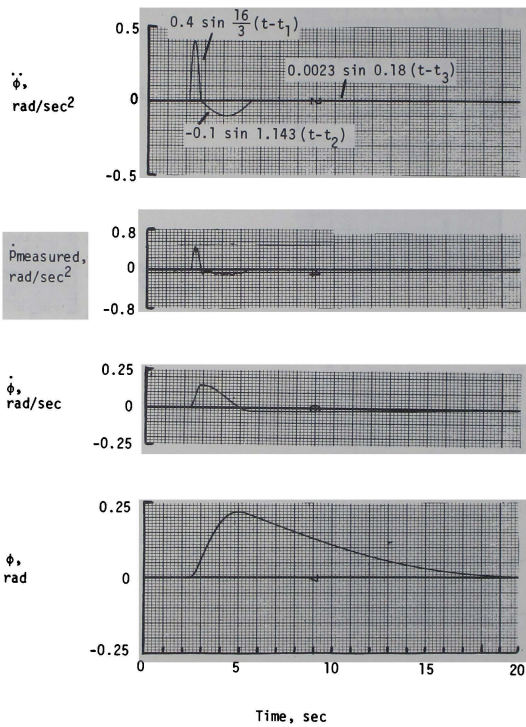 0.5
0.4 sin 16/3 (t-t1)
0.0023 sin 0.18 (t-t3)
φ̈,
rad/sec2
0
-0.1 sin 1.143 (t-t2)
-0.5
0.8
Ṗmeasured,
rad/sec2
0
-0.8
0.25
φ̇,
rad/sec
0
-0.25
0.25
φ,
rad
0
-0.25
0 5 10 15 20
Time, sec